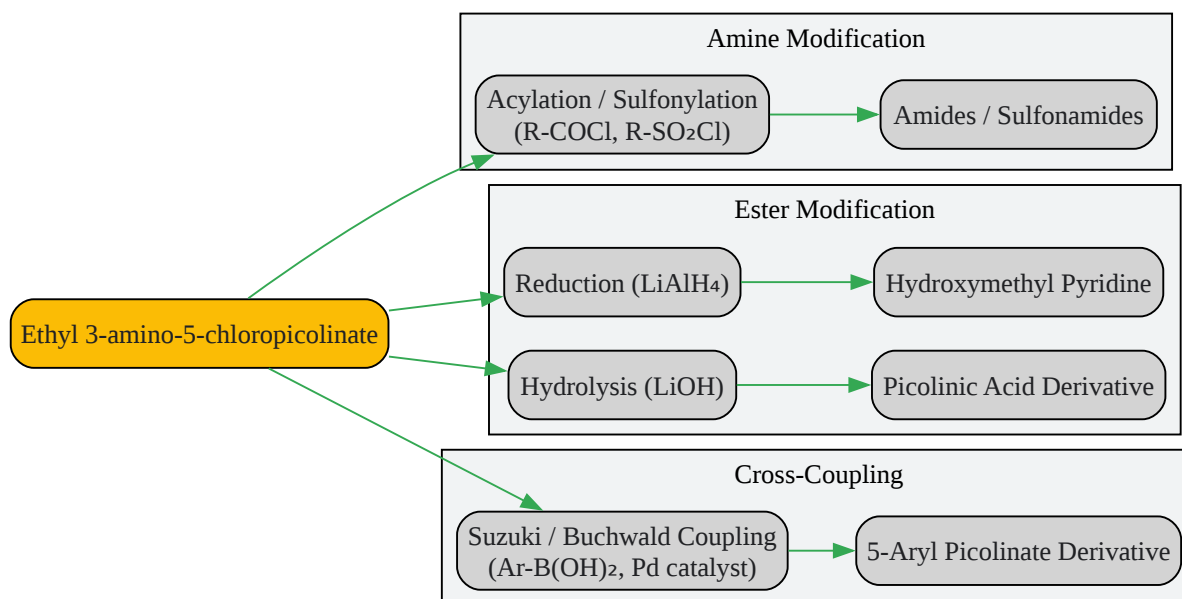 Amine Modification
Acylation / Sulfonylation
(R-COCl, R-SO₂Cl)
Amides / Sulfonamides
Ester Modification
Reduction (LiAlH₄)
Hydroxymethyl Pyridine
Ethyl 3-amino-5-chloropicolinate
Hydrolysis (LiOH)
Picolinic Acid Derivative
Cross-Coupling
Suzuki / Buchwald Coupling
(Ar-B(OH)₂, Pd catalyst)
5-Aryl Picolinate Derivative